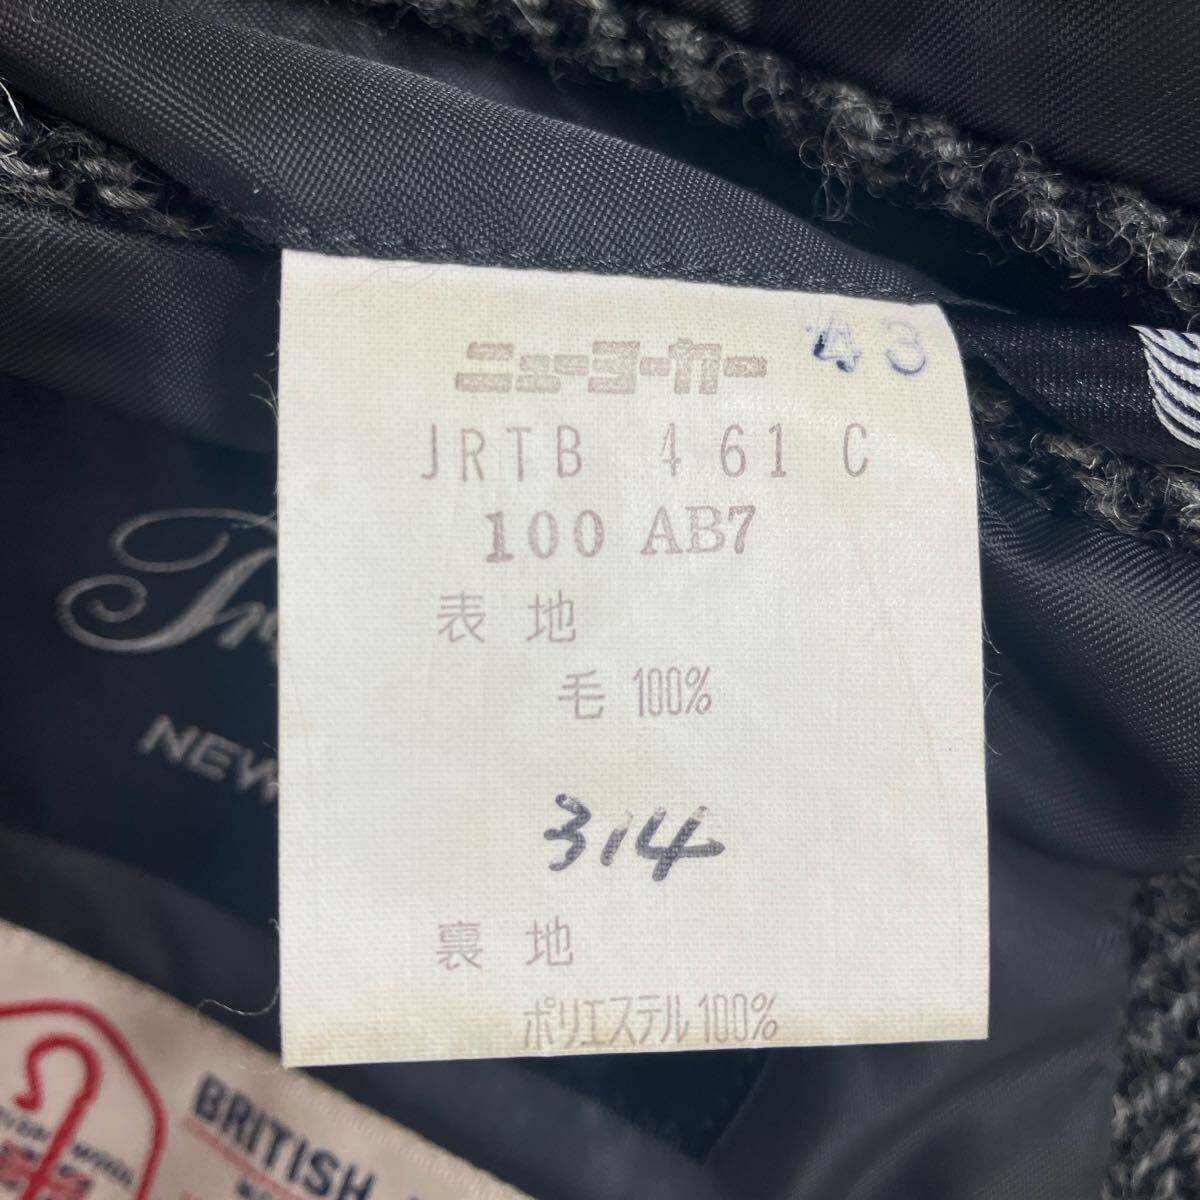 ニューヨーカー 43
JRTB 461 C
100 AB7
表地
毛 100%
314
裏地
ポリエステル 100%
NEW
BRITISH
WOOL